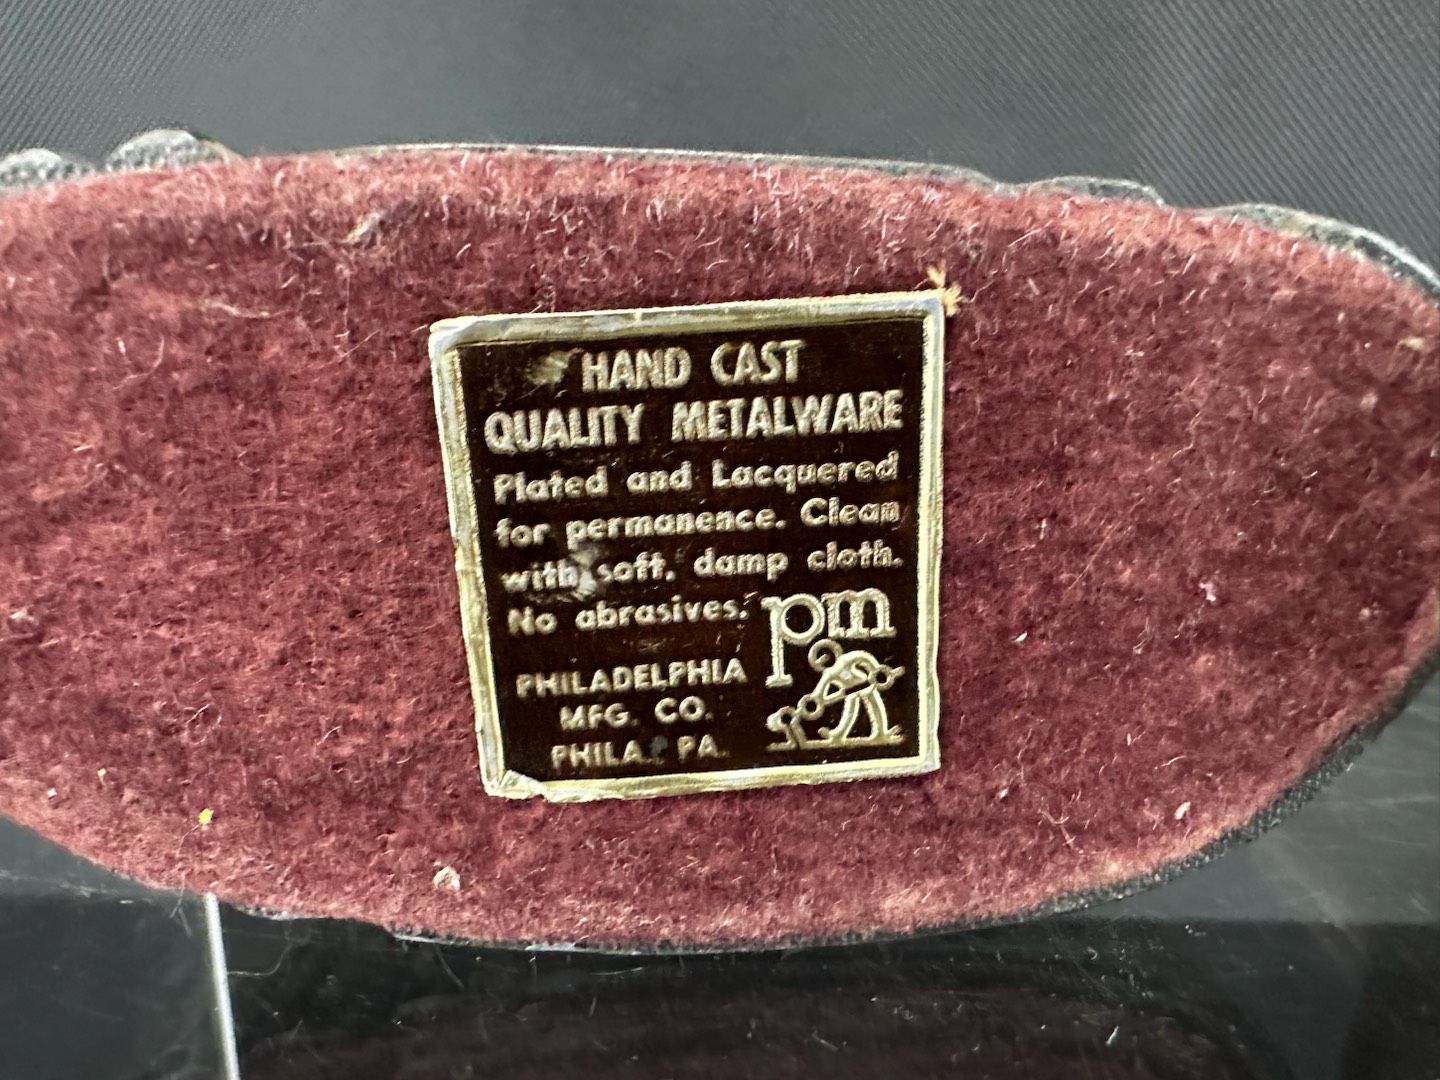 HAND CAST
QUALITY METALWARE
Plated and Lacquered
for permanence. Clean
with soft, damp cloth.
No abrasives.
pm
PHILADELPHIA
MFG. CO.
PHILA., PA.